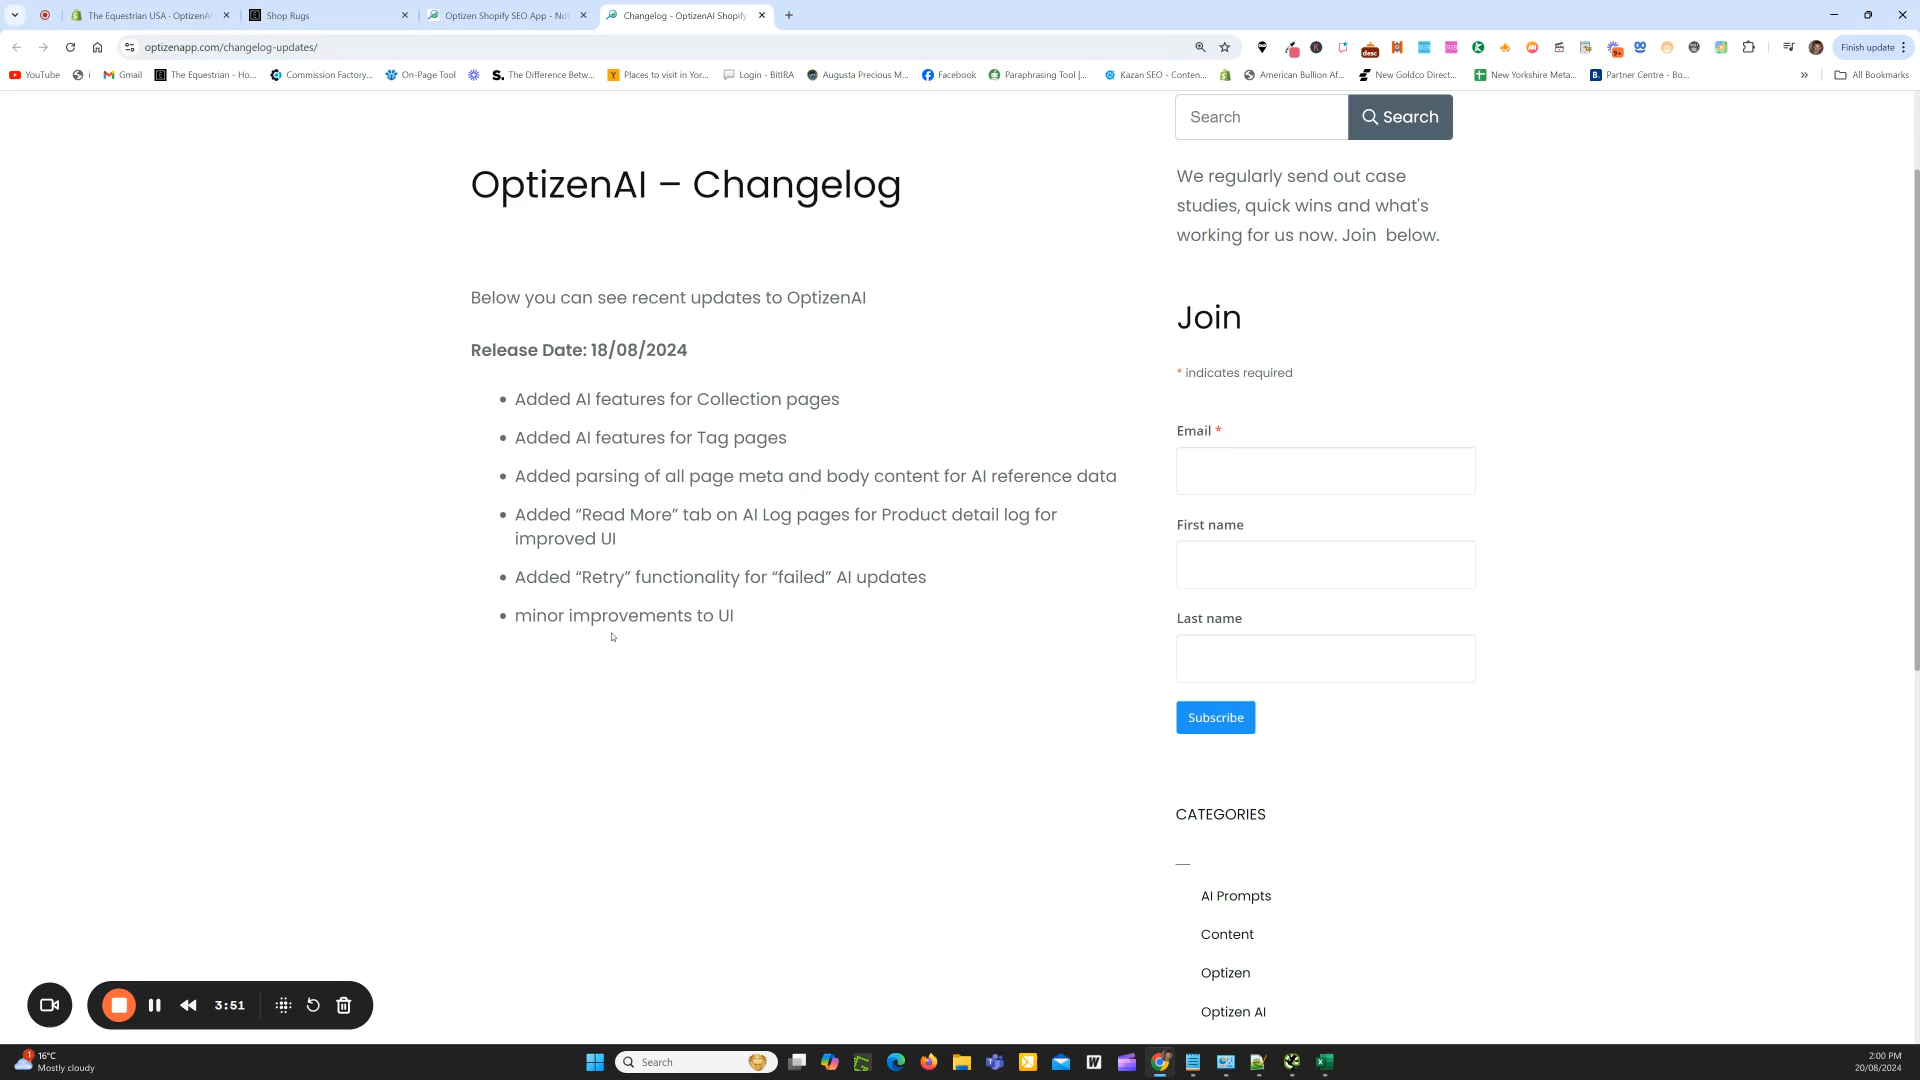 The Equestrian USA · OptizenAI
Shop Rugs
Optizen Shopify SEO App - Not
Changelog - OptizenAI Shopify
optizenapp.com/changelog-updates/
Finish update
YouTube
i
Gmail
The Equestrian - Ho...
Commission Factory...
On-Page Tool
The Difference Betw...
Places to visit in Yor...
Login - BitIRA
Augusta Precious M...
Facebook
Paraphrasing Tool |...
Kazan SEO - Conten...
American Bullion Af...
New Goldco Direct...
New Yorkshire Meta...
Partner Centre - Bo...
All Bookmarks
desc
9+
Search
Search
OptizenAI – Changelog
Below you can see recent updates to OptizenAI
Release Date: 18/08/2024
• Added AI features for Collection pages
• Added AI features for Tag pages
• Added parsing of all page meta and body content for AI reference data
• Added “Read More” tab on AI Log pages for Product detail log for
improved UI
• Added “Retry” functionality for “failed” AI updates
• minor improvements to UI
We regularly send out case
studies, quick wins and what's
working for us now. Join below.
Join
* indicates required
Email *
First name
Last name
Subscribe
CATEGORIES
AI Prompts
Content
Optizen
Optizen AI
3:51
1
16°C
Mostly cloudy
Search
2:00 PM
20/08/2024